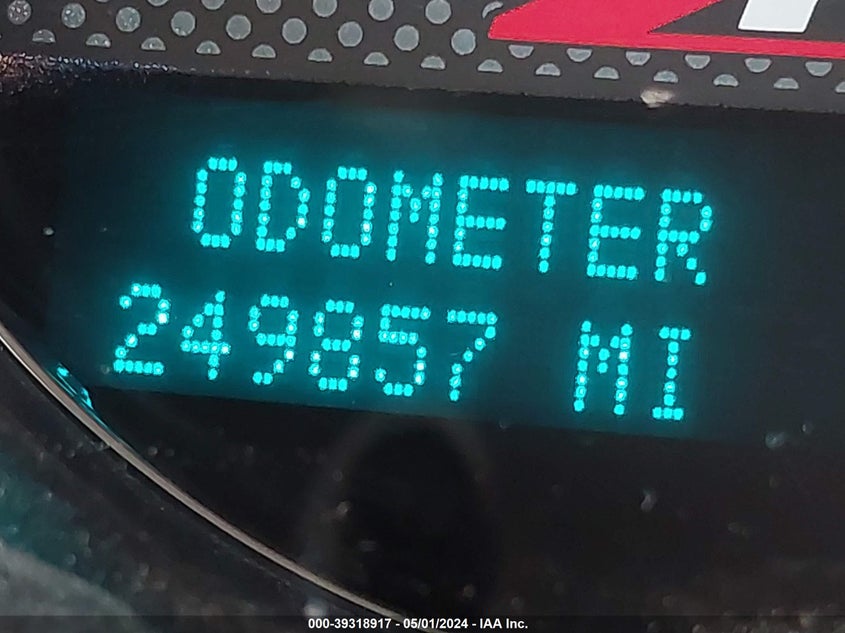 ODOMETER
249857 MI
000-39318917 - 05/01/2024 - IAA Inc.